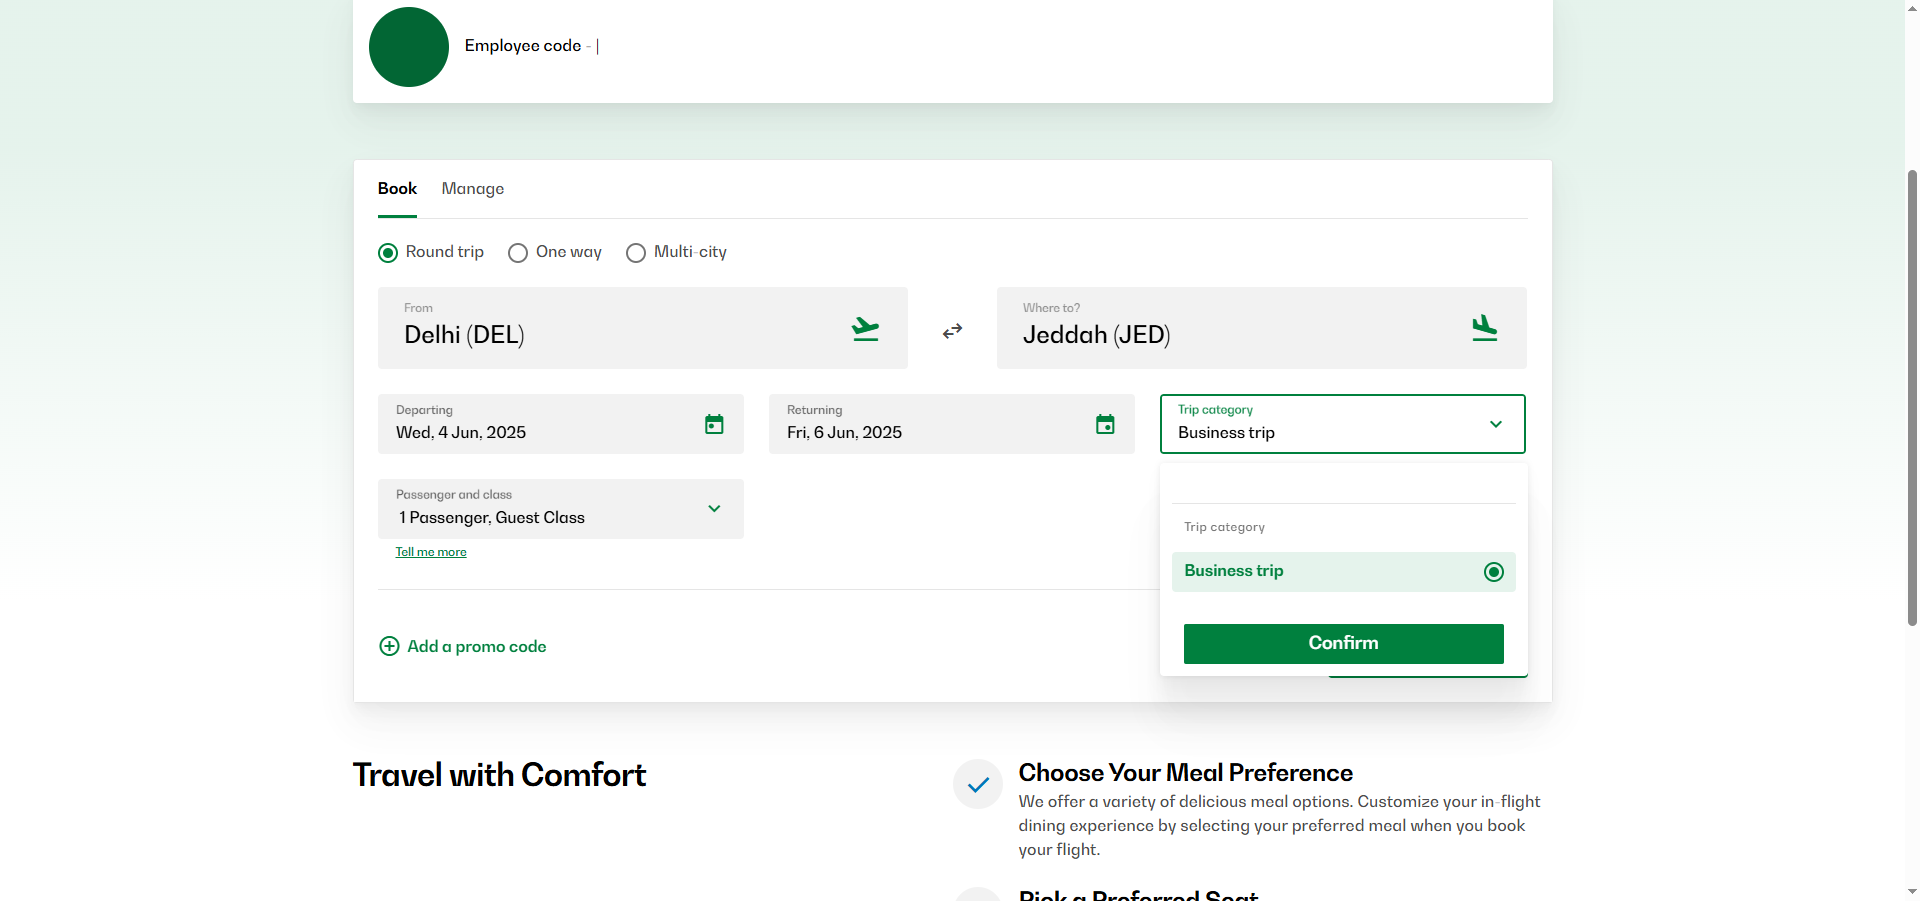 Employee code - |
Book
Manage
Round trip
One way
Multi-city
From
Delhi (DEL)
Where to?
Jeddah (JED)
Departing
Wed, 4 Jun, 2025
Returning
Fri, 6 Jun, 2025
Trip category
Business trip
Passenger and class
1 Passenger, Guest Class
Tell me more
Trip category
Business trip
Confirm
Add a promo code
Travel with Comfort
Choose Your Meal Preference
We offer a variety of delicious meal options. Customize your in-flight
dining experience by selecting your preferred meal when you book
your flight.
Pick a Preferred Seat